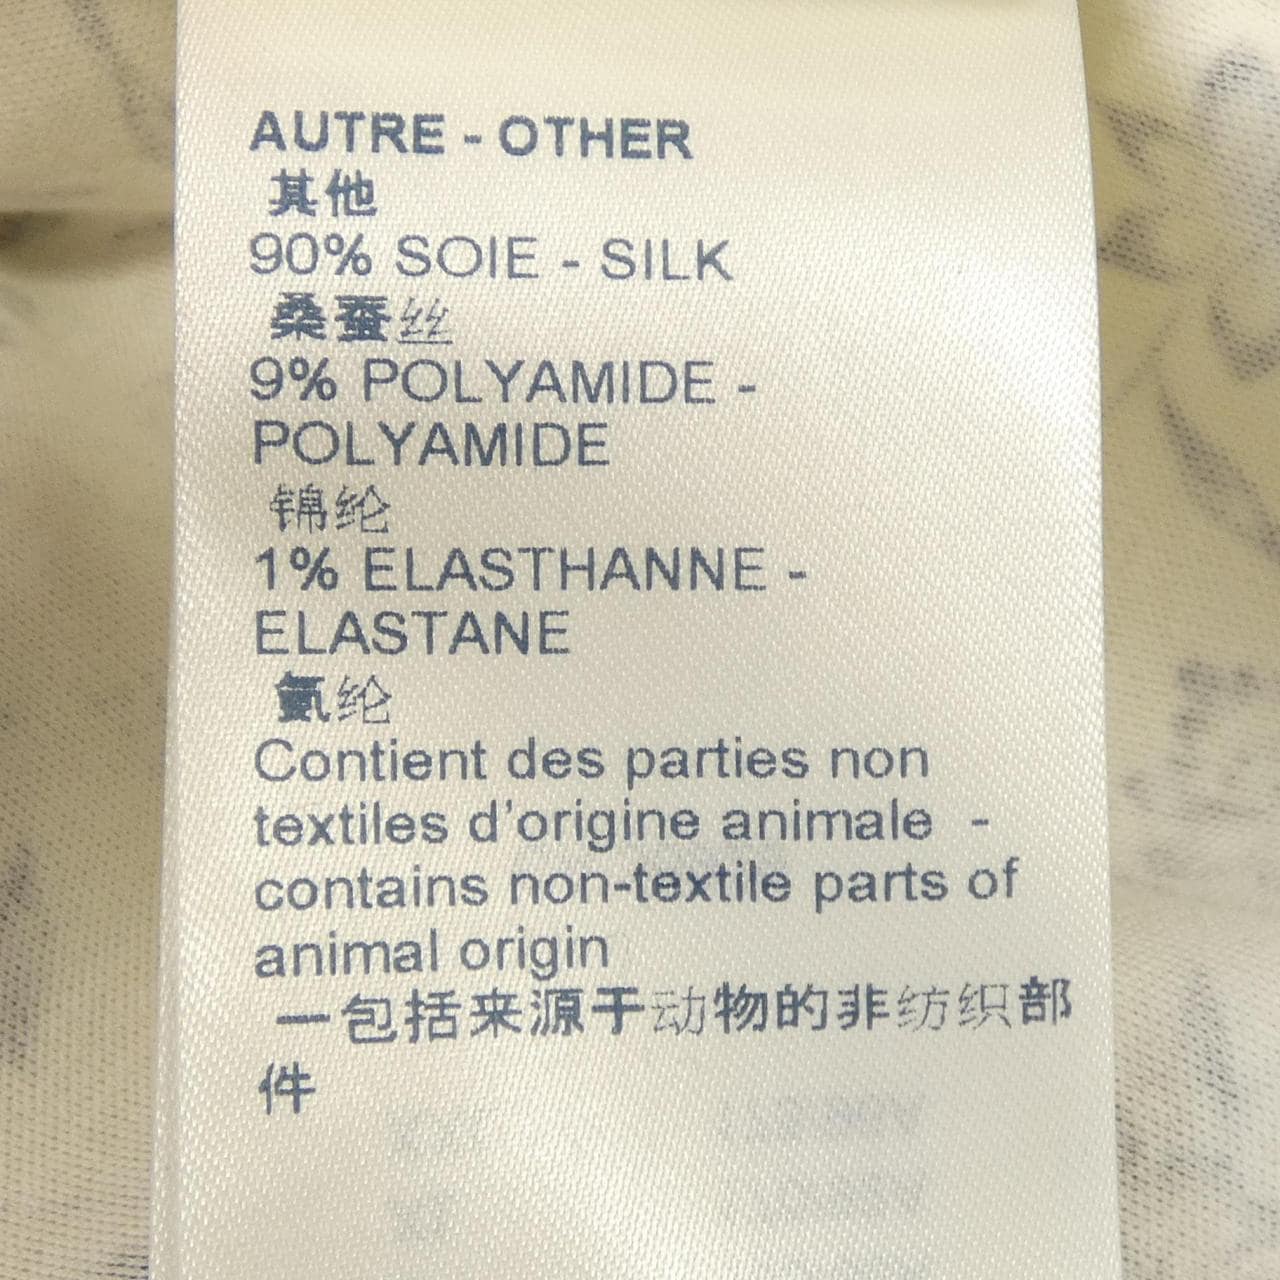 AUTRE - OTHER
其他
90% SOIE - SILK
桑蚕丝
9% POLYAMIDE -
POLYAMIDE
锦纶
1% ELASTHANNE -
ELASTANE
氨纶
Contient des parties non
textiles d'origine animale -
contains non-textile parts of
animal origin
一包括来源于动物的非纺织部
件